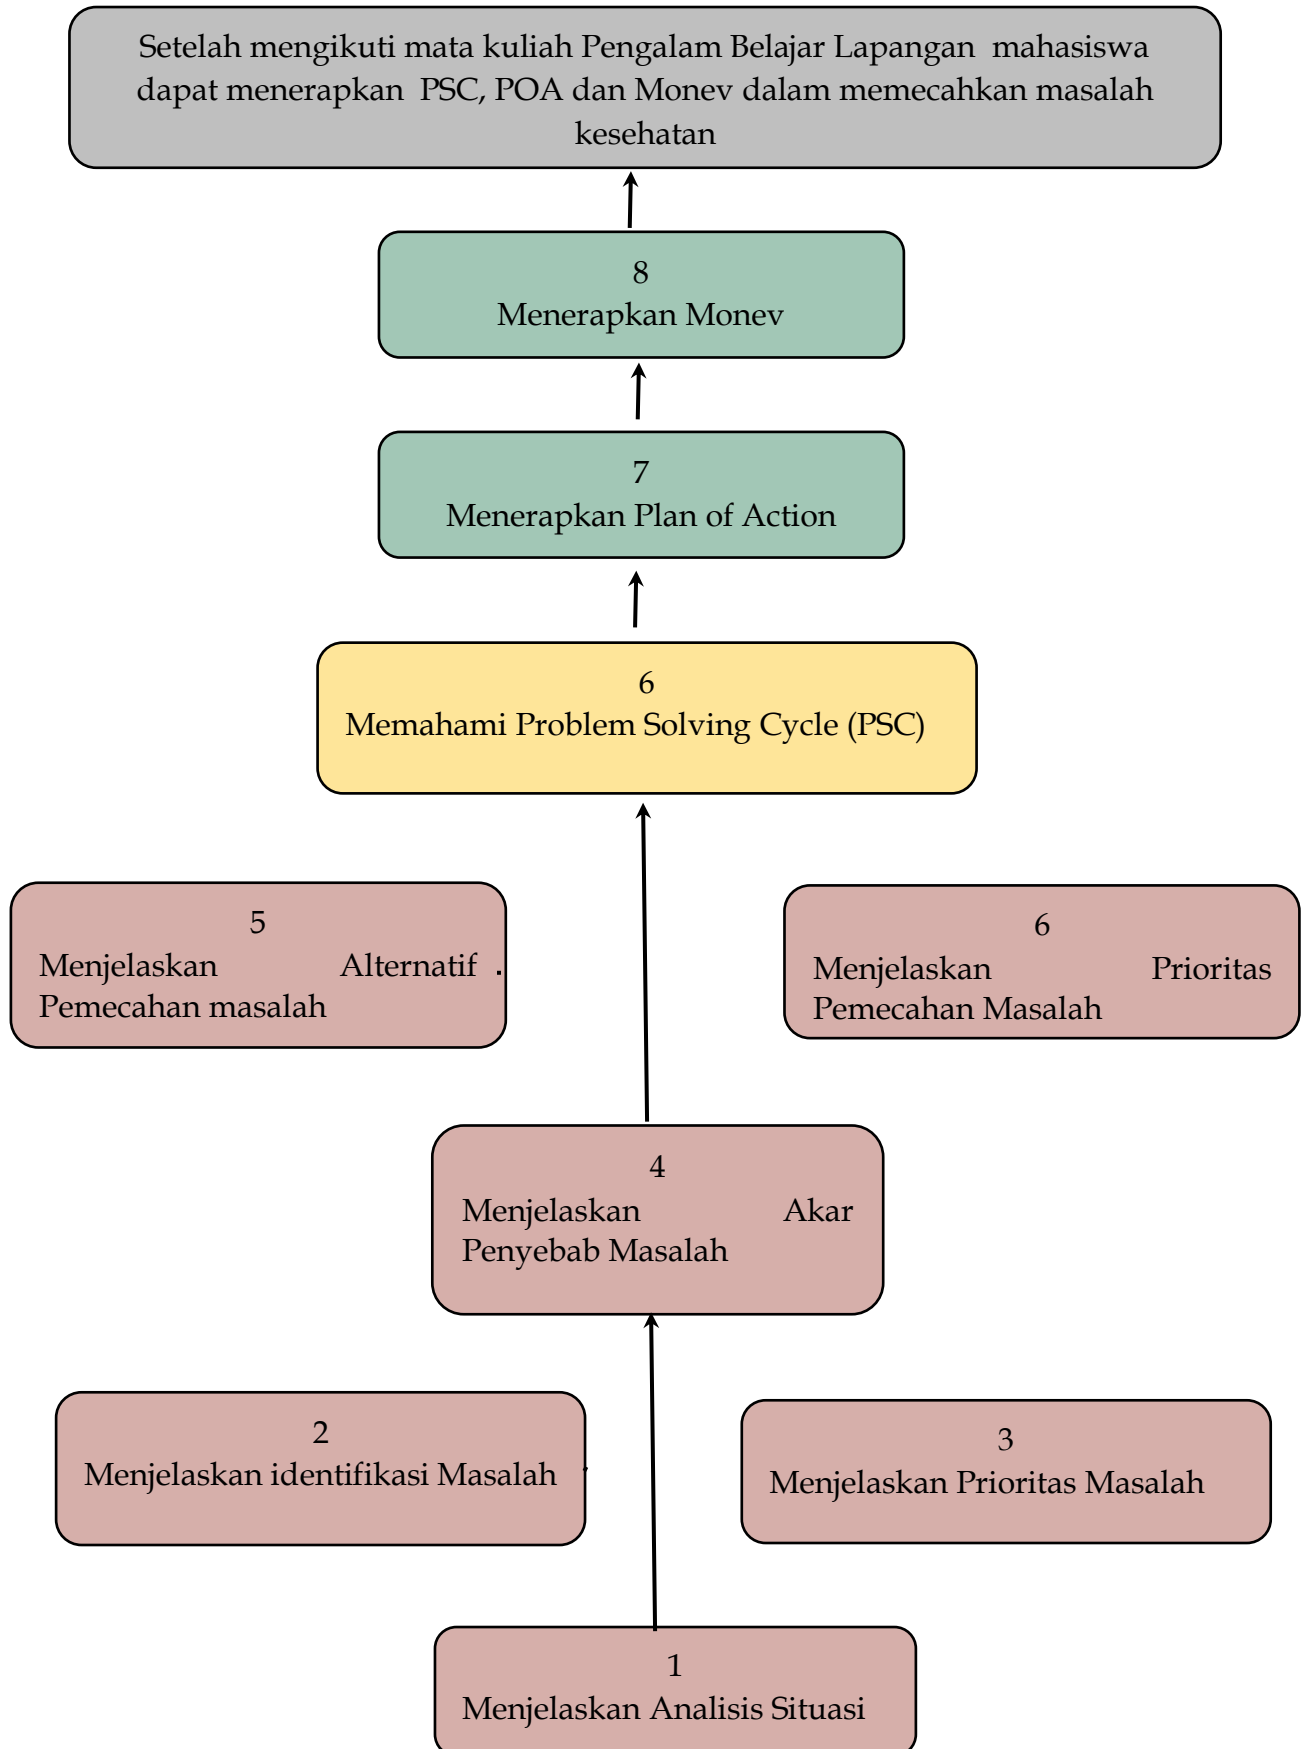 Setelah mengikuti mata kuliah Pengalam Belajar Lapangan mahasiswa
dapat menerapkan PSC, POA dan Monev dalam memecahkan masalah
kesehatan
8
Menerapkan Monev
7
Menerapkan Plan of Action
6
Memahami Problem Solving Cycle (PSC)
5
Menjelaskan Alternatif
Pemecahan masalah
6
Menjelaskan Prioritas
Pemecahan Masalah
4
Menjelaskan Akar
Penyebab Masalah
2
Menjelaskan identifikasi Masalah
3
Menjelaskan Prioritas Masalah
1
Menjelaskan Analisis Situasi